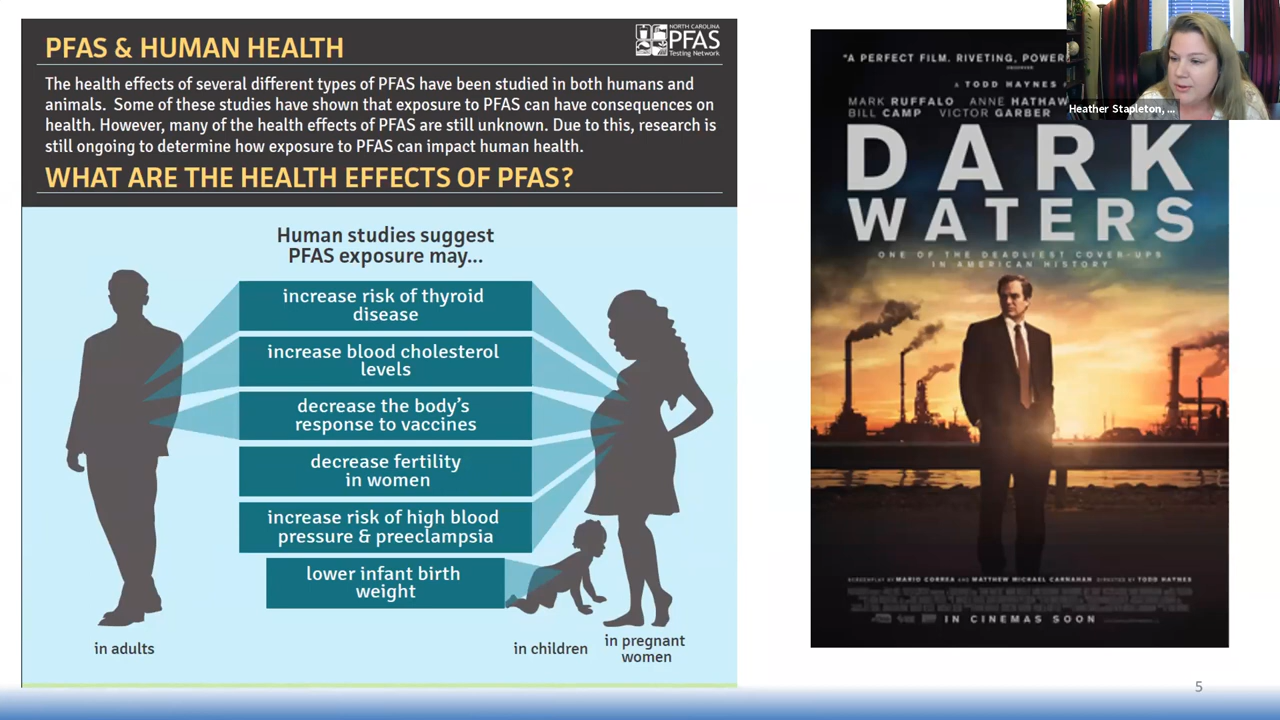 PFAS & HUMAN HEALTH
NORTH CAROLINA
PFAS
Testing Network
The health effects of several different types of PFAS have been studied in both humans and
animals. Some of these studies have shown that exposure to PFAS can have consequences on
health. However, many of the health effects of PFAS are still unknown. Due to this, research is
still ongoing to determine how exposure to PFAS can impact human health.
WHAT ARE THE HEALTH EFFECTS OF PFAS?
Human studies suggest
PFAS exposure may...
increase risk of thyroid
disease
increase blood cholesterol
levels
decrease the body's
response to vaccines
decrease fertility
in women
increase risk of high blood
pressure & preeclampsia
lower infant birth
weight
in adults
in children
in pregnant
women
"A PERFECT FILM. RIVETING, POWER
A TODD HAYNES
MARK RUFFALO ANNE HATHAW
BILL CAMP VICTOR GARBER
Heather Stapleton, ...
DARK
WATERS
ONE OF THE DEADLIEST COVER-UPS
IN AMERICAN HISTORY
SCREENPLAY BY MARIO CORREA AND MATTHEW MICHAEL CARNAHAN DIRECTED BY TODD HAYNES
IN CINEMAS SOON
5